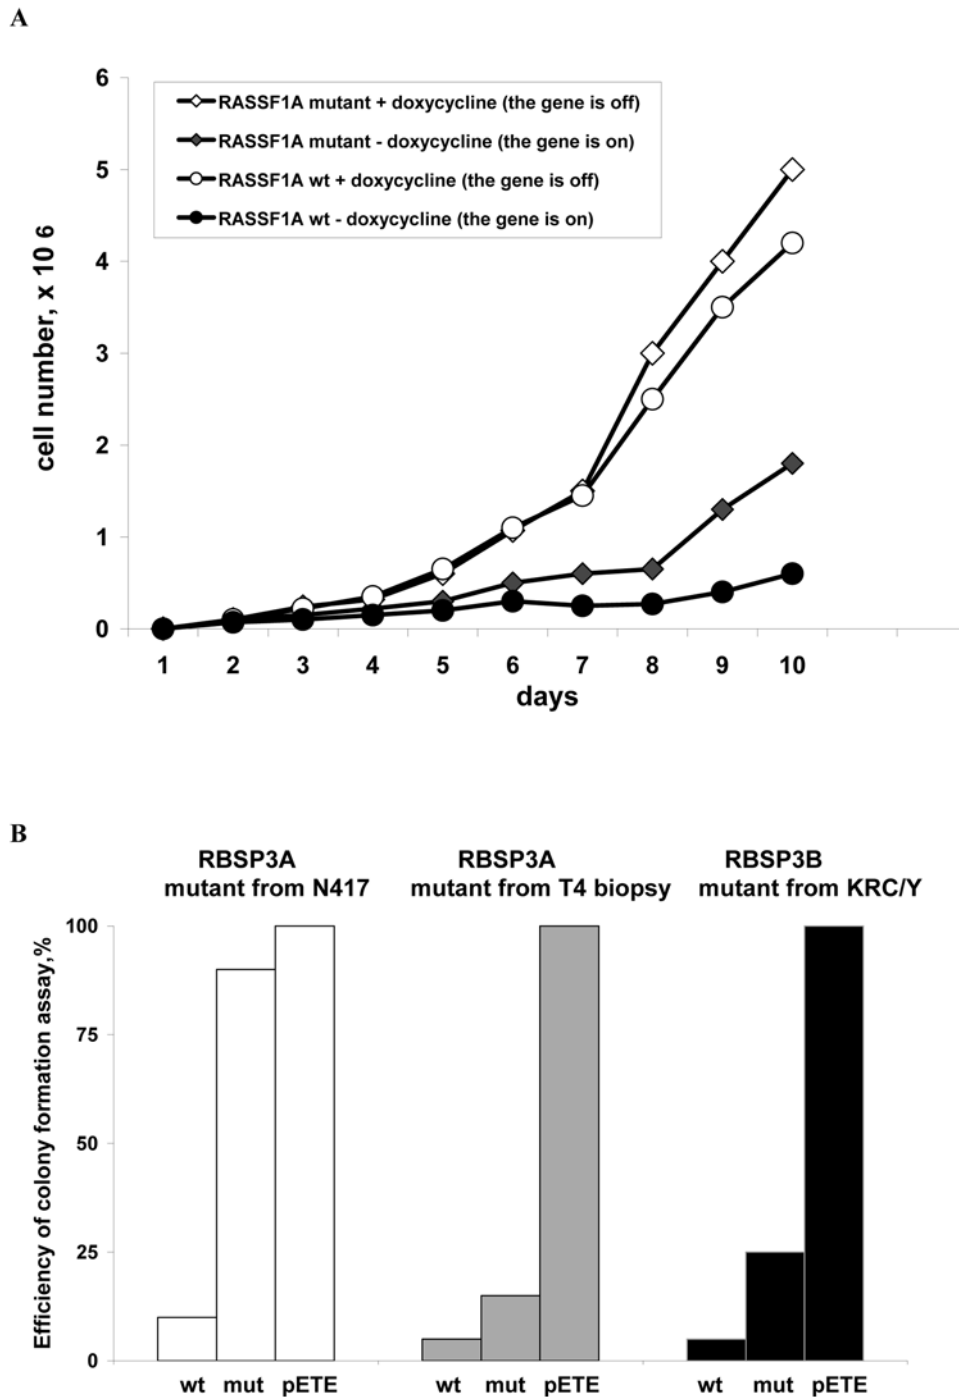 A
6
5
4
3
2
1
0
cell number, x 10 6
RASSF1A mutant + doxycycline (the gene is off)
RASSF1A mutant - doxycycline (the gene is on)
RASSF1A wt + doxycycline (the gene is off)
RASSF1A wt - doxycycline (the gene is on)
1 2 3 4 5 6 7 8 9 10
days
B
RBSP3A
mutant from N417
RBSP3A
mutant from T4 biopsy
RBSP3B
mutant from KRC/Y
Efficiency of colony formation assay,%
100
75
50
25
0
wt mut pETE
wt mut pETE
wt mut pETE